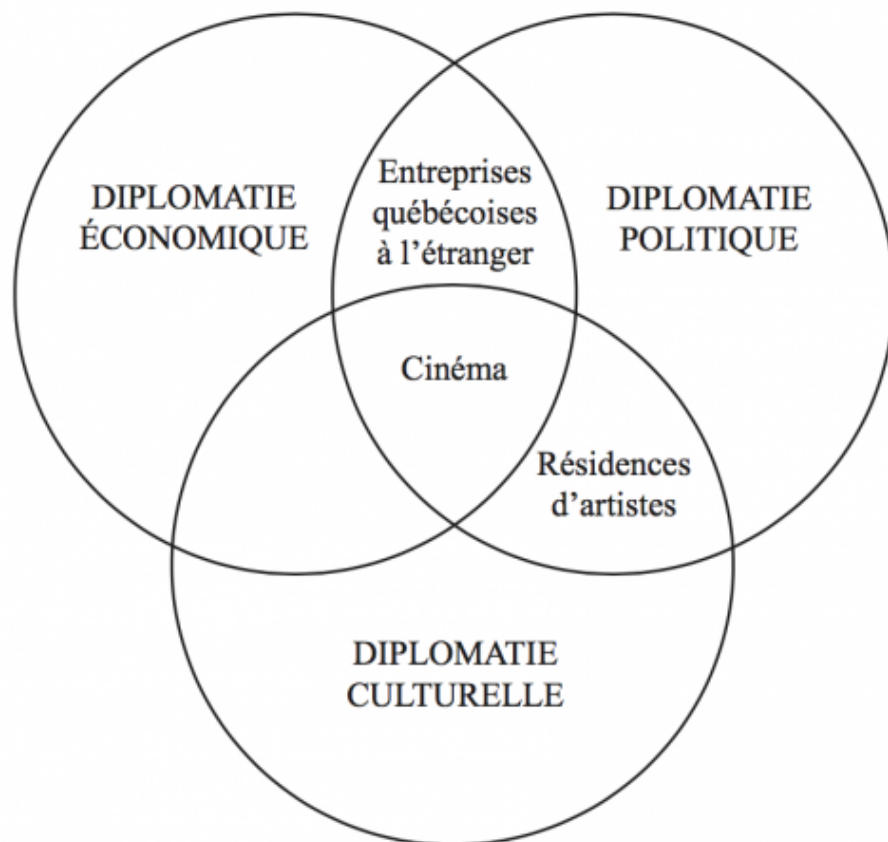 DIPLOMATIE
ÉCONOMIQUE
Entreprises
québécoises
à l’étranger
DIPLOMATIE
POLITIQUE
Cinéma
Résidences
d’artistes
DIPLOMATIE
CULTURELLE